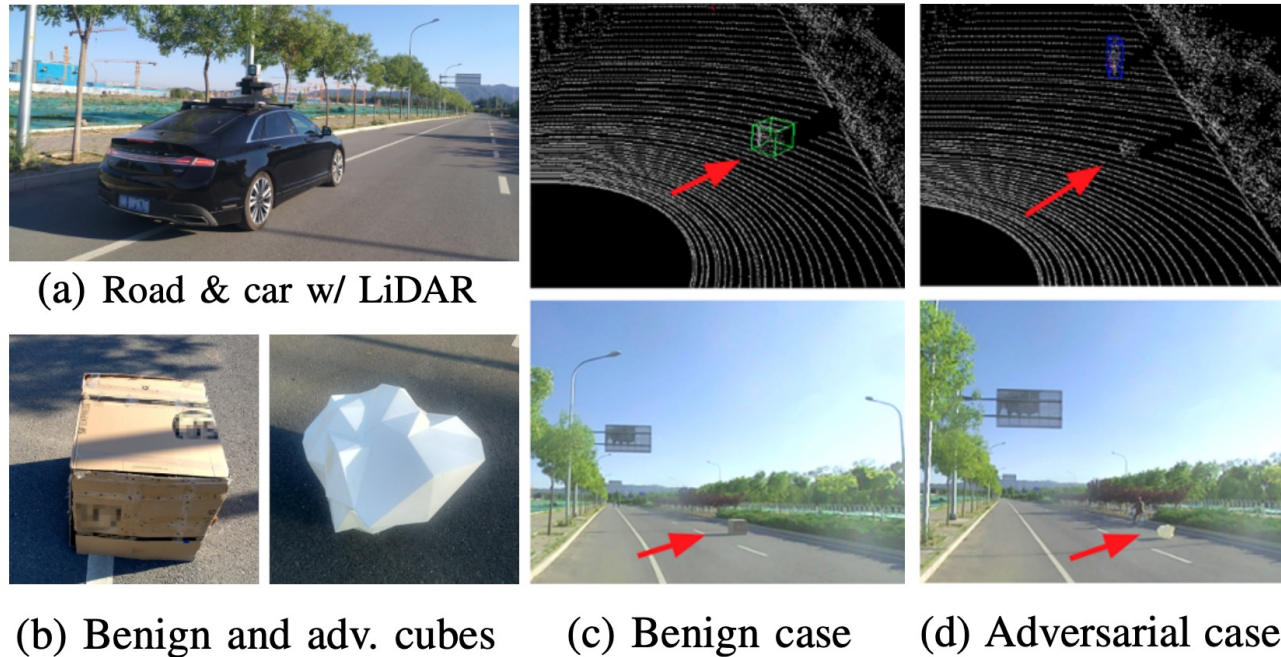 (a) Road & car w/ LiDAR
(b) Benign and adv. cubes
(c) Benign case
(d) Adversarial case